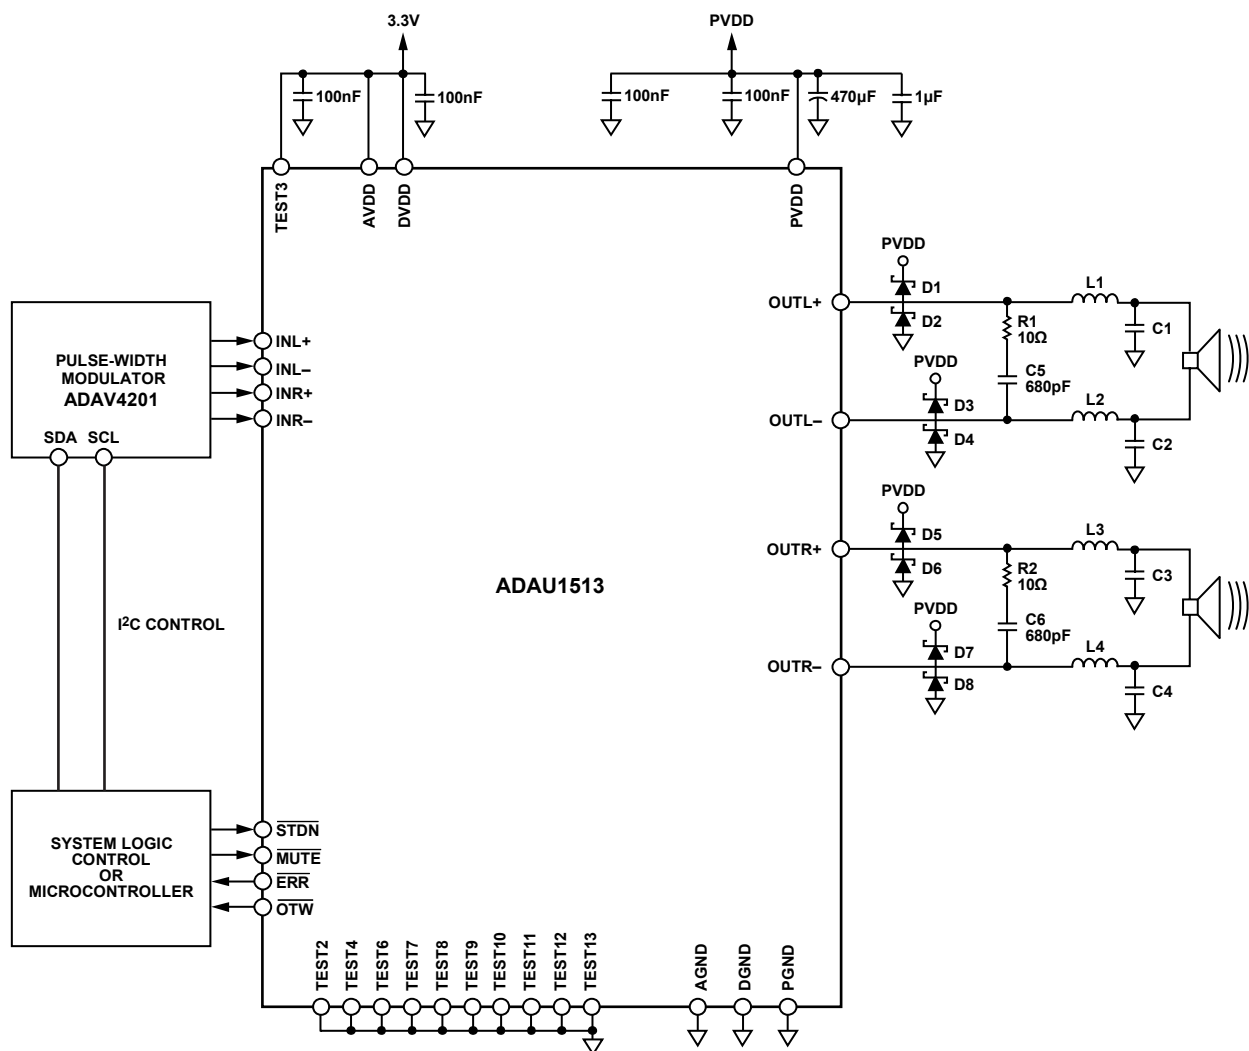 3.3V
PVDD
100nF
100nF
100nF
100nF
470µF
1µF
TEST3
AVDD
DVDD
PVDD
PULSE-WIDTH
MODULATOR
ADAV4201
SDA SCL
INL+
INL–
INR+
INR–
I2C CONTROL
ADAU1513
OUTL+
OUTL–
OUTR+
OUTR–
PVDD
D1
D2
PVDD
D3
D4
R1
10Ω
C5
680pF
L1
C1
L2
C2
PVDD
D5
D6
PVDD
D7
D8
R2
10Ω
C6
680pF
L3
C3
L4
C4
SYSTEM LOGIC
CONTROL
OR
MICROCONTROLLER
STDN
MUTE
ERR
OTW
TEST2
TEST4
TEST6
TEST7
TEST8
TEST9
TEST10
TEST11
TEST12
TEST13
AGND
DGND
PGND